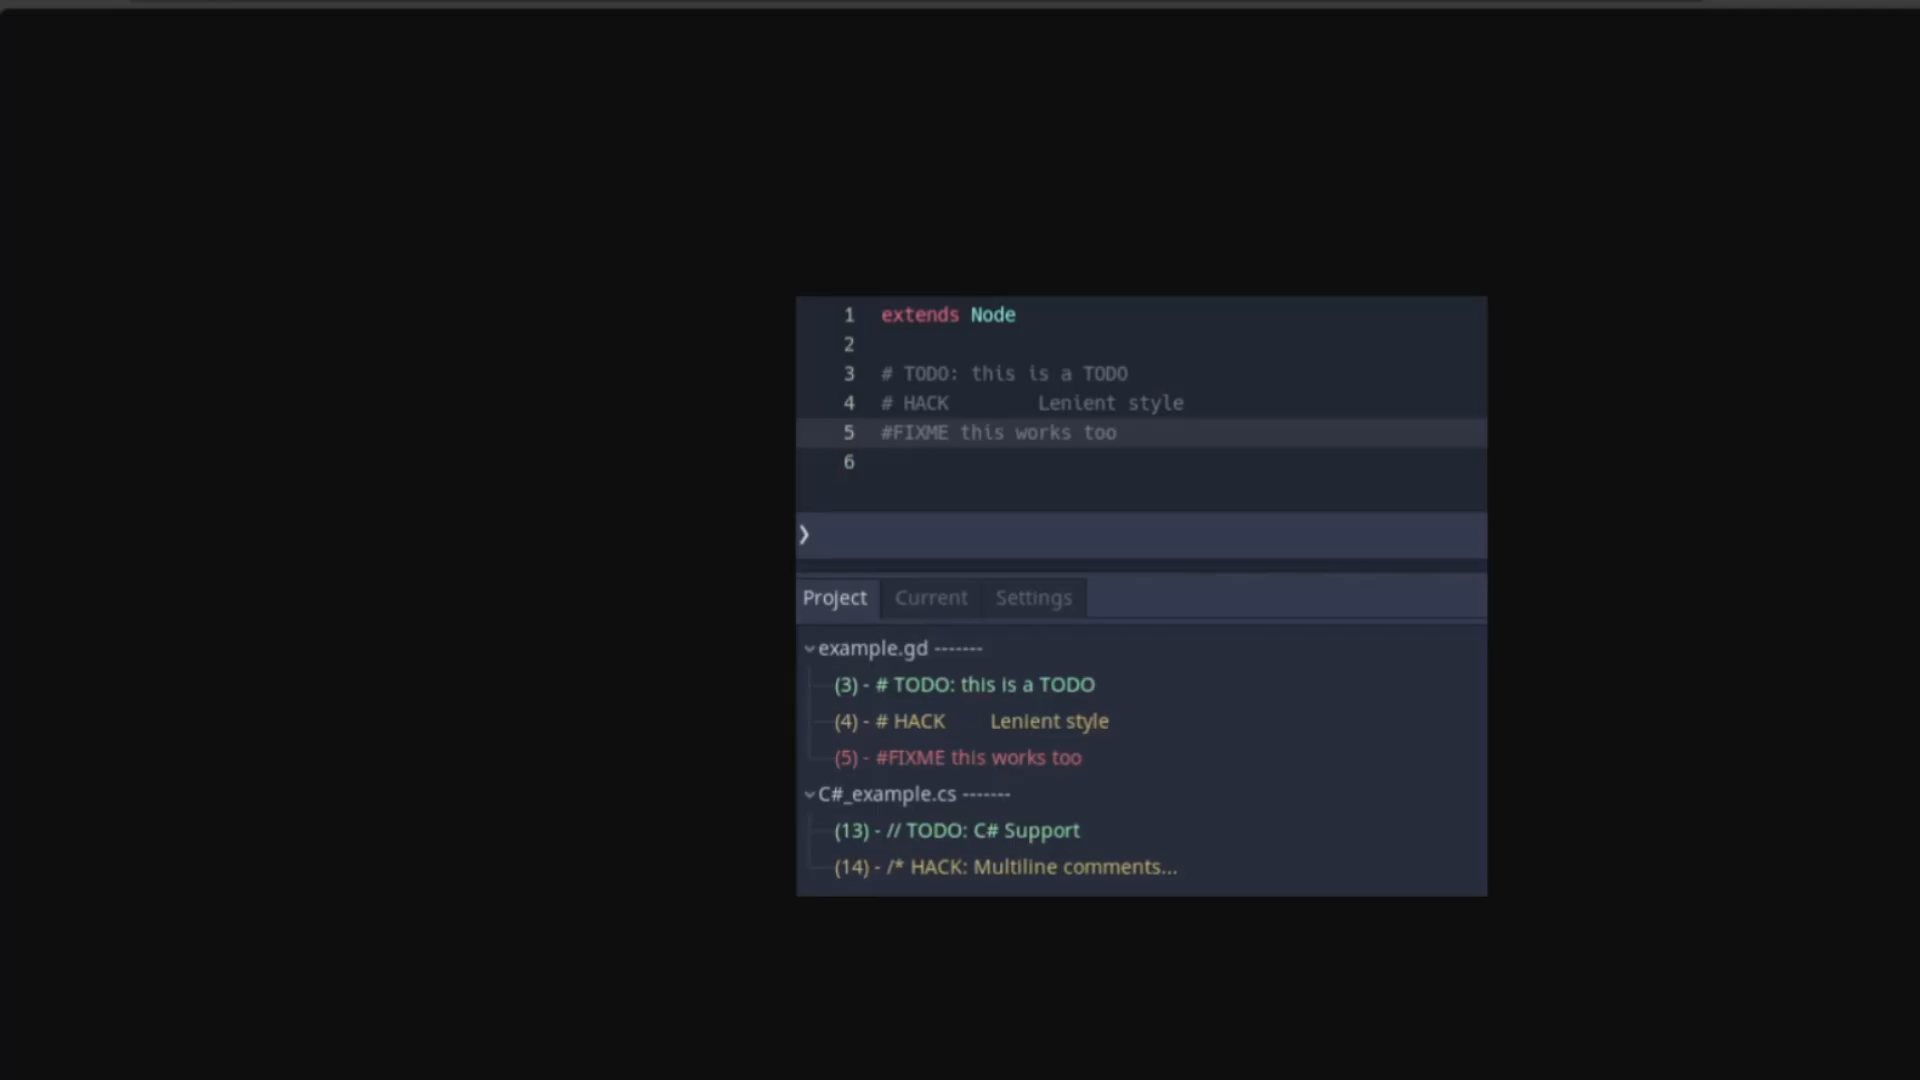 1 extends Node
2
3 # TODO: this is a TODO
4 # HACK        Lenient style
5 #FIXME this works too
6
❯
Project Current Settings
example.gd -------
(3) - # TODO: this is a TODO
(4) - # HACK        Lenient style
(5) - #FIXME this works too
C#_example.cs -------
(13) - // TODO: C# Support
(14) - /* HACK: Multiline comments...